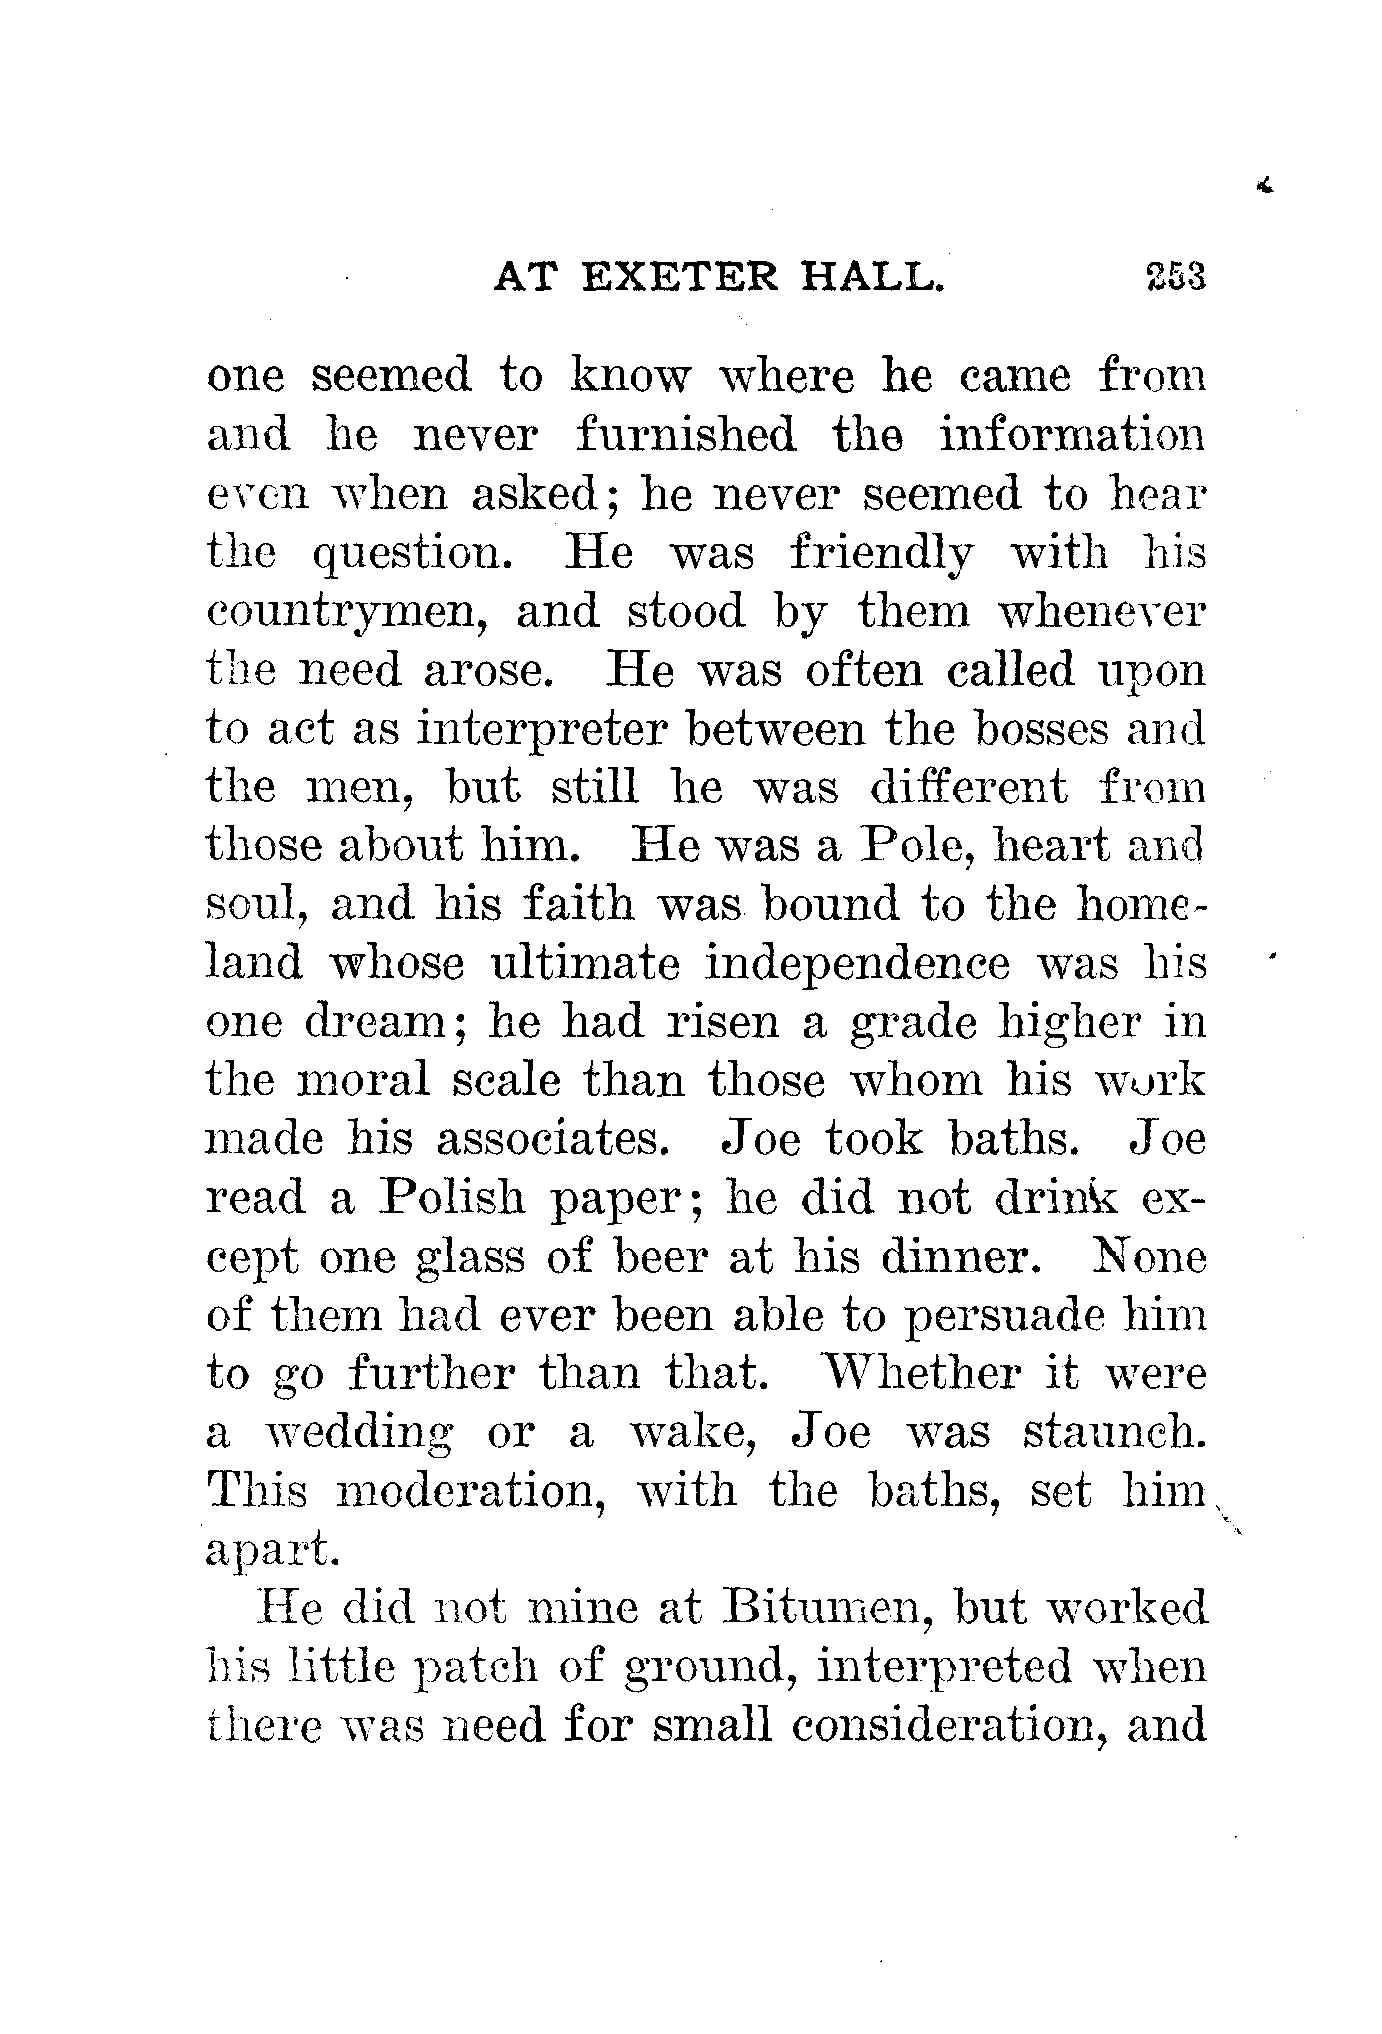 AT EXETER HALL. 253
one seemed to know where he came from
and he never furnished the information
even when asked; he never seemed to hear
the question. He was friendly with his
countrymen, and stood by them whenever
the need arose. He was often called upon
to act as interpreter between the bosses and
the men, but still he was different from
those about him. He was a Pole, heart and
soul, and his faith was bound to the home-
land whose ultimate independence was his
one dream; he had risen a grade higher in
the moral scale than those whom his work
made his associates. Joe took baths. Joe
read a Polish paper; he did not drink ex-
cept one glass of beer at his dinner. None
of them had ever been able to persuade him
to go further than that. Whether it were
a wedding or a wake, Joe was staunch.
This moderation, with the baths, set him
apart.
He did not mine at Bitumen, but worked
his little patch of ground, interpreted when
there was need for small consideration, and